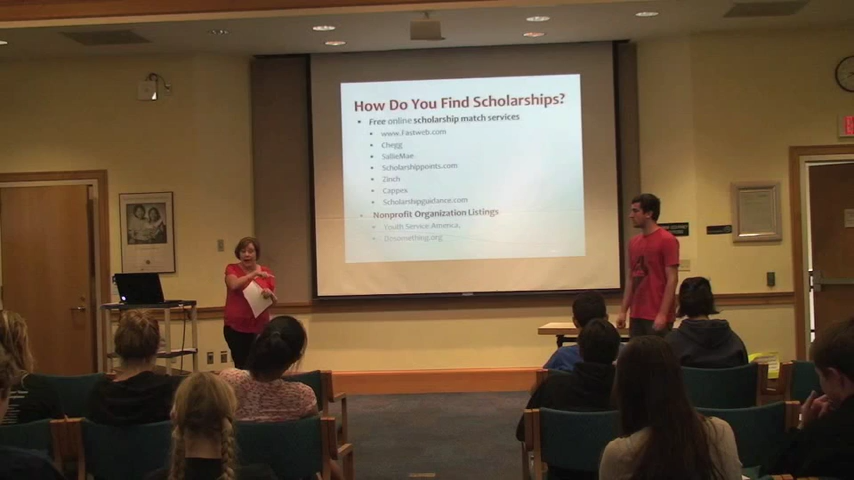 How Do You Find Scholarships?
Free online scholarship match services
www.Fastweb.com
Chegg
SallieMae
Scholarshippoints.com
Zinch
Cappex
Scholarshipguidance.com
Nonprofit Organization Listings
Youth Service America,
Dosomething.org